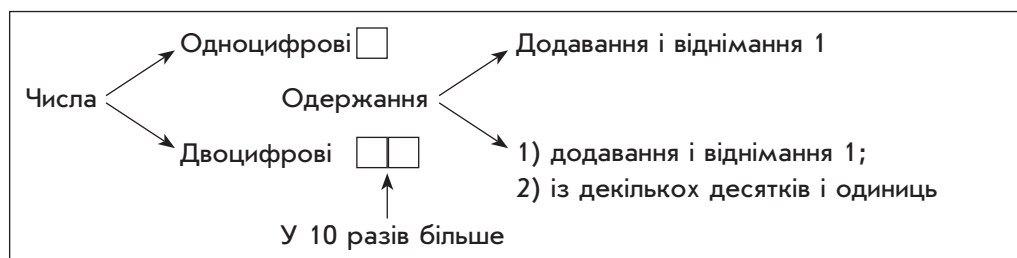 Одноцифрові Додавання і віднімання 1
Числа Одержання
Двоцифрові 1) додавання і віднімання 1;
2) із декількох десятків і одиниць
У 10 разів більше